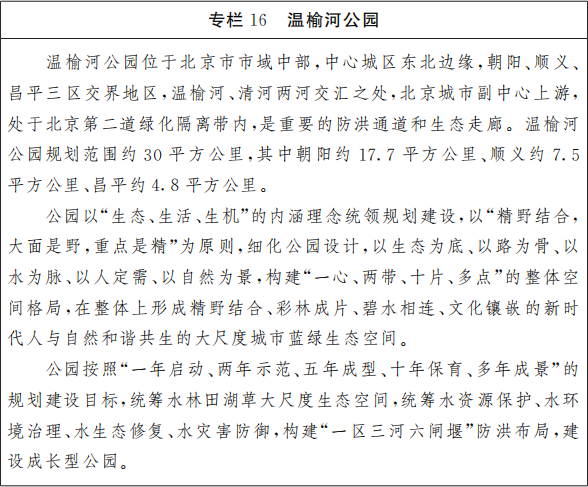 专栏 16 温榆河公园
温榆河公园位于北京市市域中部,中心城区东北边缘,朝阳、顺义、
昌平三区交界地区,温榆河、清河两河交汇之处,北京城市副中心上游,
处于北京第二道绿化隔离带内,是重要的防洪通道和生态走廊。温榆河
公园规划范围约 30 平方公里,其中朝阳约 17.7 平方公里、顺义约 7.5
平方公里、昌平约 4.8 平方公里。
公园以“生态、生活、生机”的内涵理念统领规划建设,以“精野结合,
大面是野,重点是精”为原则,细化公园设计,以生态为底、以路为骨、以
水为脉、以人定需、以自然为景,构建“一心、两带、十片、多点”的整体空
间格局,在整体上形成精野结合、彩林成片、碧水相连、文化镶嵌的新时
代人与自然和谐共生的大尺度城市蓝绿生态空间。
公园按照“一年启动、两年示范、五年成型、十年保育、多年成景”的
规划建设目标,统筹水林田湖草大尺度生态空间,统筹水资源保护、水环
境治理、水生态修复、水灾害防御,构建“一区三河六闸堰”防洪布局,建
设成长型公园。